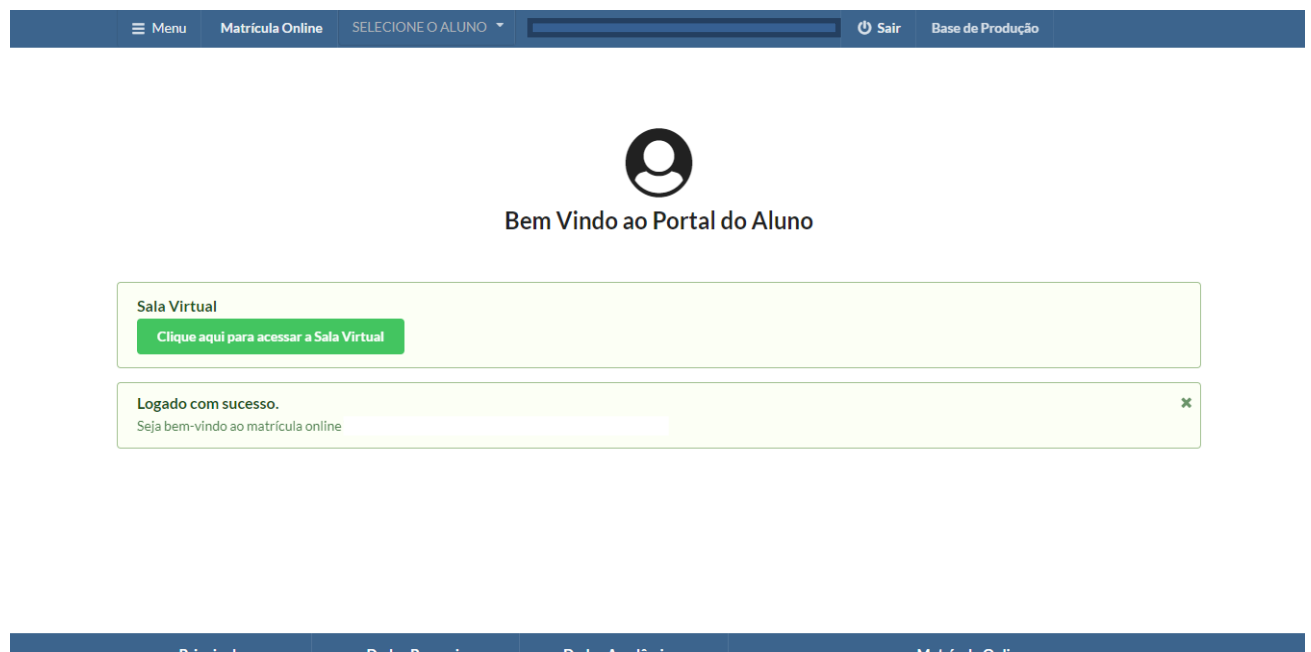 Menu Matrícula Online SELECIONE O ALUNO Sair Base de Produção
Bem Vindo ao Portal do Aluno
Sala Virtual
Clique aqui para acessar a Sala Virtual
Logado com sucesso.
Seja bem-vindo ao matrícula online